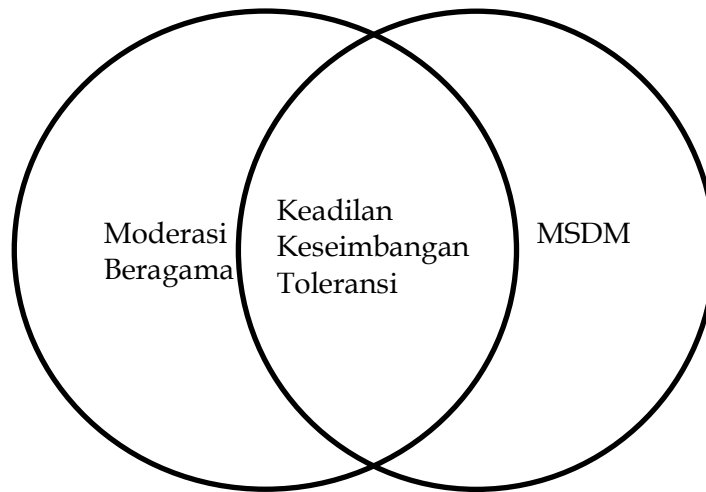 Moderasi
Beragama
Keadilan
Keseimbangan
Toleransi
MSDM